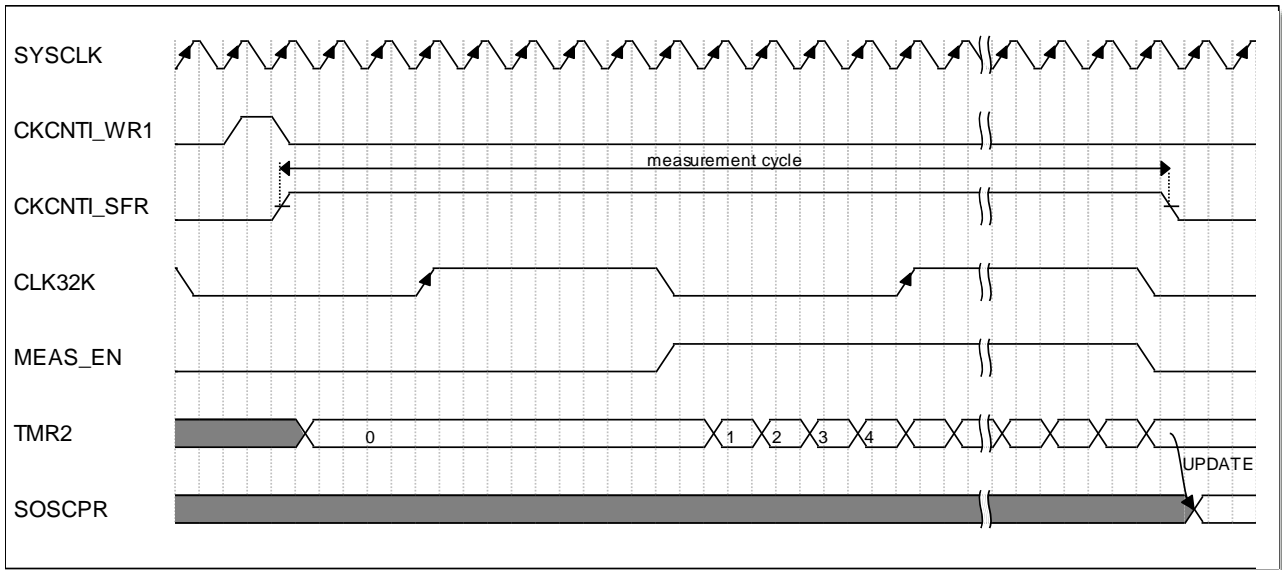 SYSCLK
CKCNTI_WR1
measurement cycle
CKCNTI_SFR
CLK32K
MEAS_EN
TMR2 0 1 2 3 4
UPDATE
SOSCPR